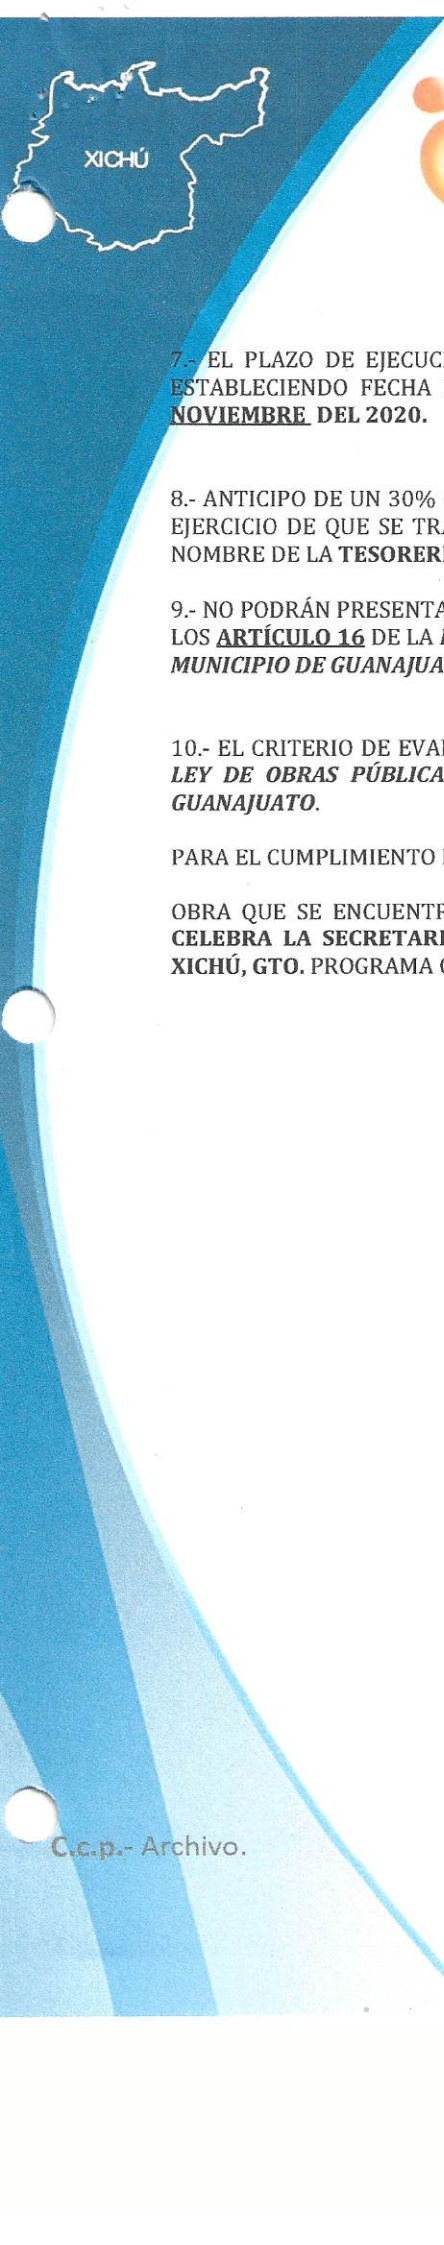 XICHÚ
7.- EL PLAZO DE EJECUCI
ESTABLECIENDO FECHA
NOVIEMBRE DEL 2020.
8.- ANTICIPO DE UN 30%
EJERCICIO DE QUE SE TRA
NOMBRE DE LA TESORER
9.- NO PODRÁN PRESENTA
LOS ARTÍCULO 16 DE LA
MUNICIPIO DE GUANAJUA
10.- EL CRITERIO DE EVAL
LEY DE OBRAS PÚBLICA
GUANAJUATO.
PARA EL CUMPLIMIENTO
OBRA QUE SE ENCUENTR
CELEBRA LA SECRETARI
XICHÚ, GTO. PROGRAMA
C.c.p.- Archivo.